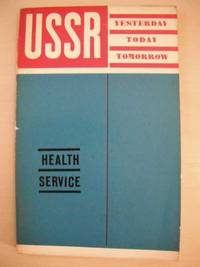 USSR
YESTERDAY
TODAY
TOMORROW
HEALTH
SERVICE